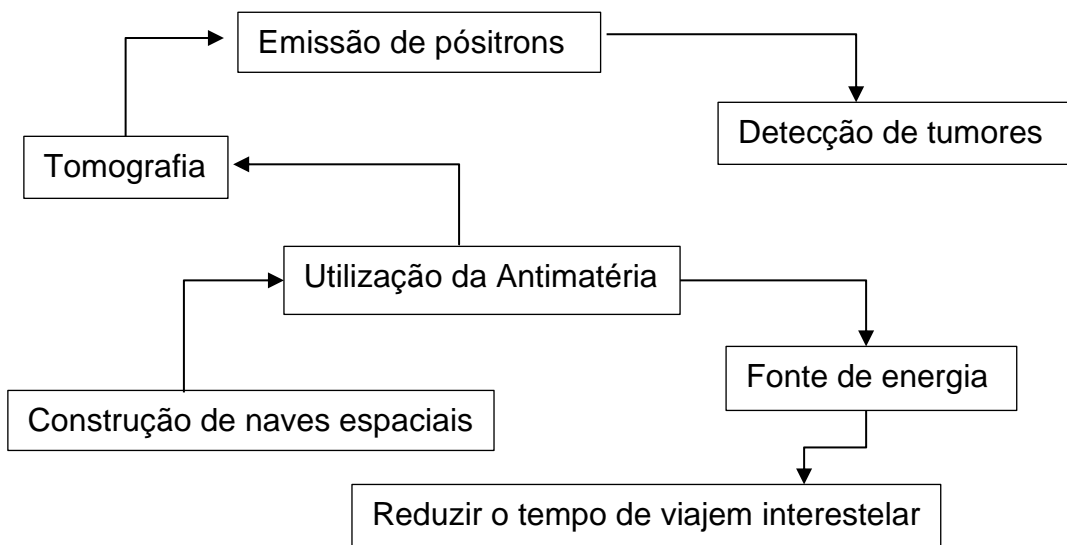 Emissão de pósitrons
Detecção de tumores
Tomografia
Utilização da Antimatéria
Fonte de energia
Construção de naves espaciais
Reduzir o tempo de viajem interestelar